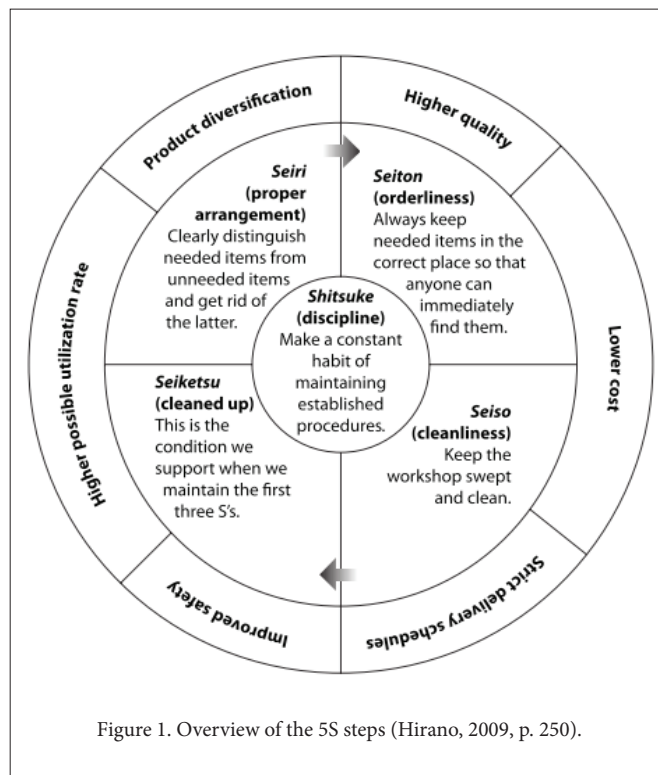 Product diversification
Higher quality
Lower cost
Strict delivery schedules
Improved safety
Higher possible utilization rate
Seiri
(proper
arrangement)
Clearly distinguish
needed items from
unneeded items
and get rid of
the latter.
Seiton
(orderliness)
Always keep
needed items in the
correct place so that
anyone can
immediately
find them.
Shitsuke
(discipline)
Make a constant
habit of
maintaining
established
procedures.
Seiketsu
(cleaned up)
This is the
condition we
support when we
maintain the first
three S's.
Seiso
(cleanliness)
Keep the
workshop swept
and clean.
Figure 1. Overview of the 5S steps (Hirano, 2009, p. 250).